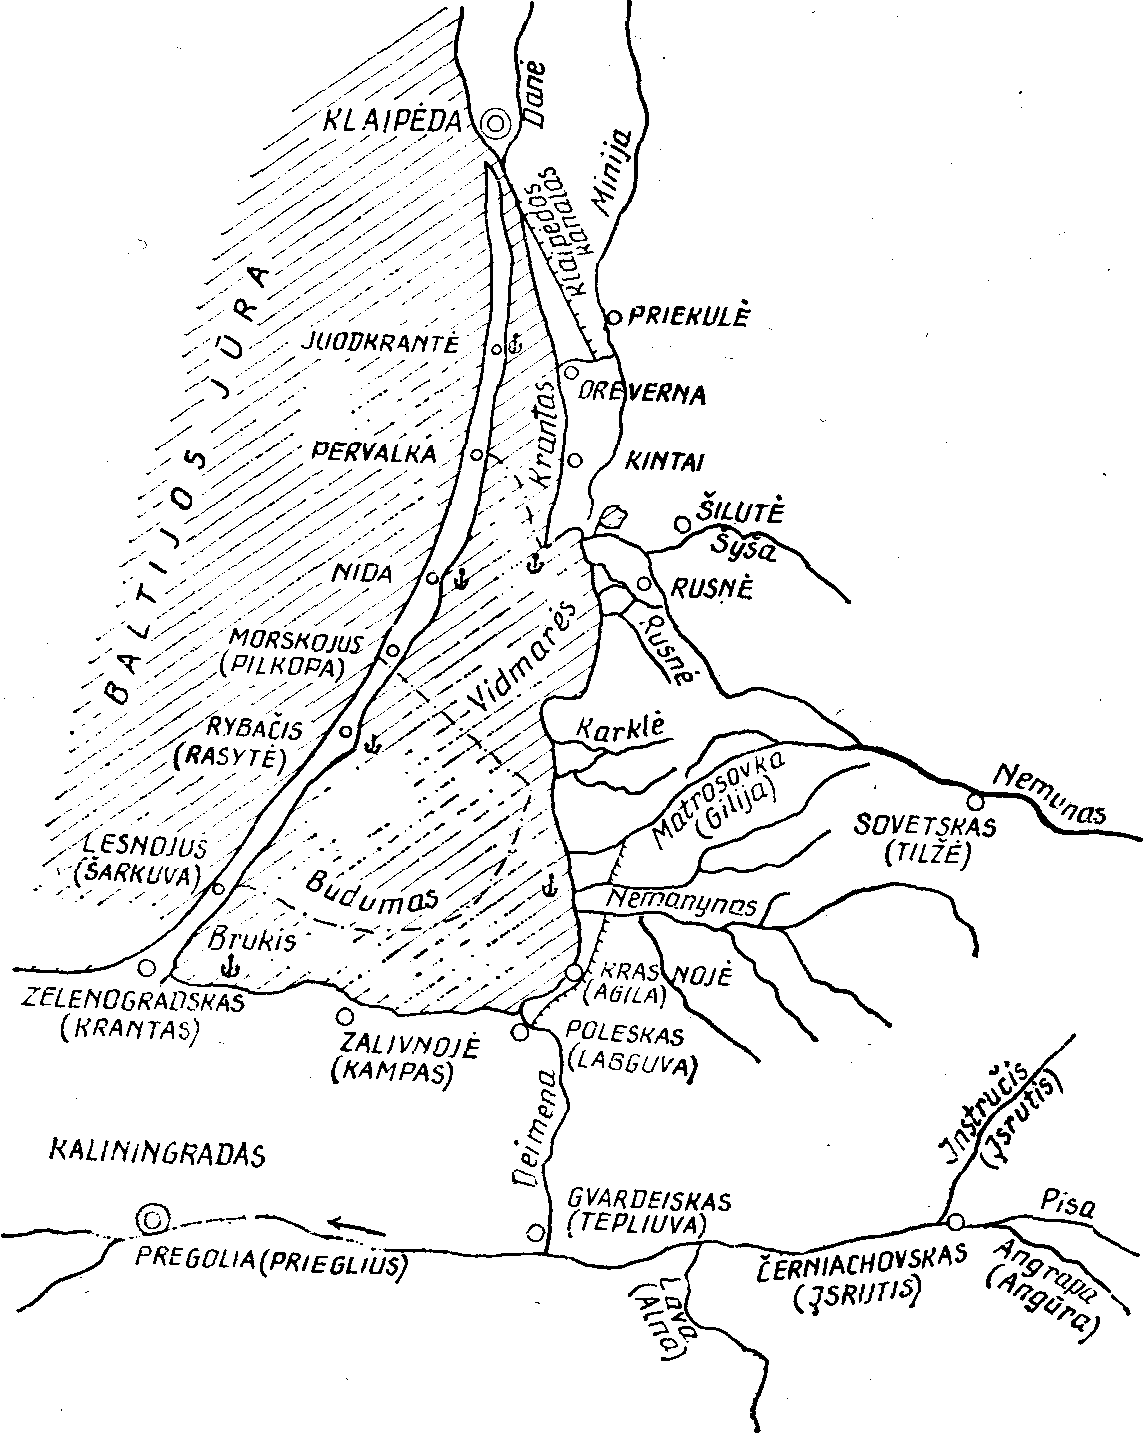 Danė
KLAIPĖDA
Minija
Klaipėdos
kanalas
BALTIJOS JŪRA
PRIEKULĖ
JUODKRANTĖ
DREVERNA
Krantas
PERVALKA
KINTAI
ŠILUTĖ
Šyša
NIDA
RUSNĖ
Rusnė
MORSKOJUS
(PILKOPA)
Vidmarės
RYBAČIS
(RASYTĖ)
Karklė
Matrosovka
(Gilija)
Nemunas
SOVETSKAS
(TILŽĖ)
LESNOJUS
(ŠARKUVA)
Budumas
Nemanynas
Brukis
KRASNOJĖ
(AGILA)
ZELENOGRADSKAS
(KRANTAS)
ZALIVNOJĖ
(KAMPAS)
POLESKAS
(LABGUVA)
Deimena
Instručis
(Įsrutis)
KALININGRADAS
GVARDEISKAS
(TEPLIUVA)
Pisa
PREGOLIA (PRIEGLIUS)
ČERNIACHOVSKAS
(ĮSRUTIS)
Angrapa
(Angūra)
Lava
(Alna)